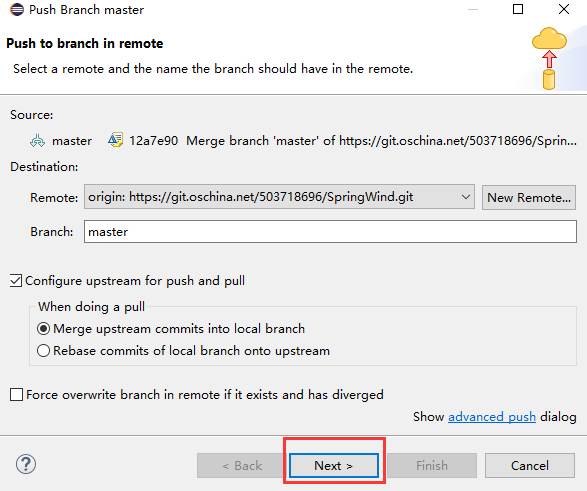 Push Branch master
Push to branch in remote
Select a remote and the name the branch should have in the remote.
Source:
master 12a7e90 Merge branch 'master' of https://git.oschina.net/503718696/Sprin...
Destination:
Remote: origin: https://git.oschina.net/503718696/SpringWind.git New Remote...
Branch: master
Configure upstream for push and pull
When doing a pull
Merge upstream commits into local branch
Rebase commits of local branch onto upstream
Force overwrite branch in remote if it exists and has diverged
Show advanced push dialog
? < Back Next > Finish Cancel